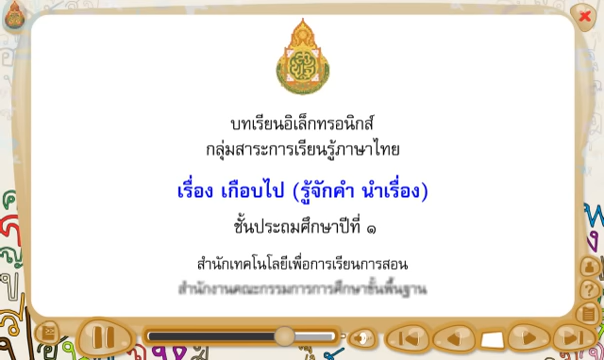 บทเรียนอิเล็กทรอนิกส์
กลุ่มสาระการเรียนรู้ภาษาไทย
เรื่อง เกือบไป (รู้จักคำ นำเรื่อง)
ชั้นประถมศึกษาปีที่ ๑
สำนักเทคโนโลยีเพื่อการเรียนการสอน
สำนักงานคณะกรรมการการศึกษาขั้นพื้นฐาน